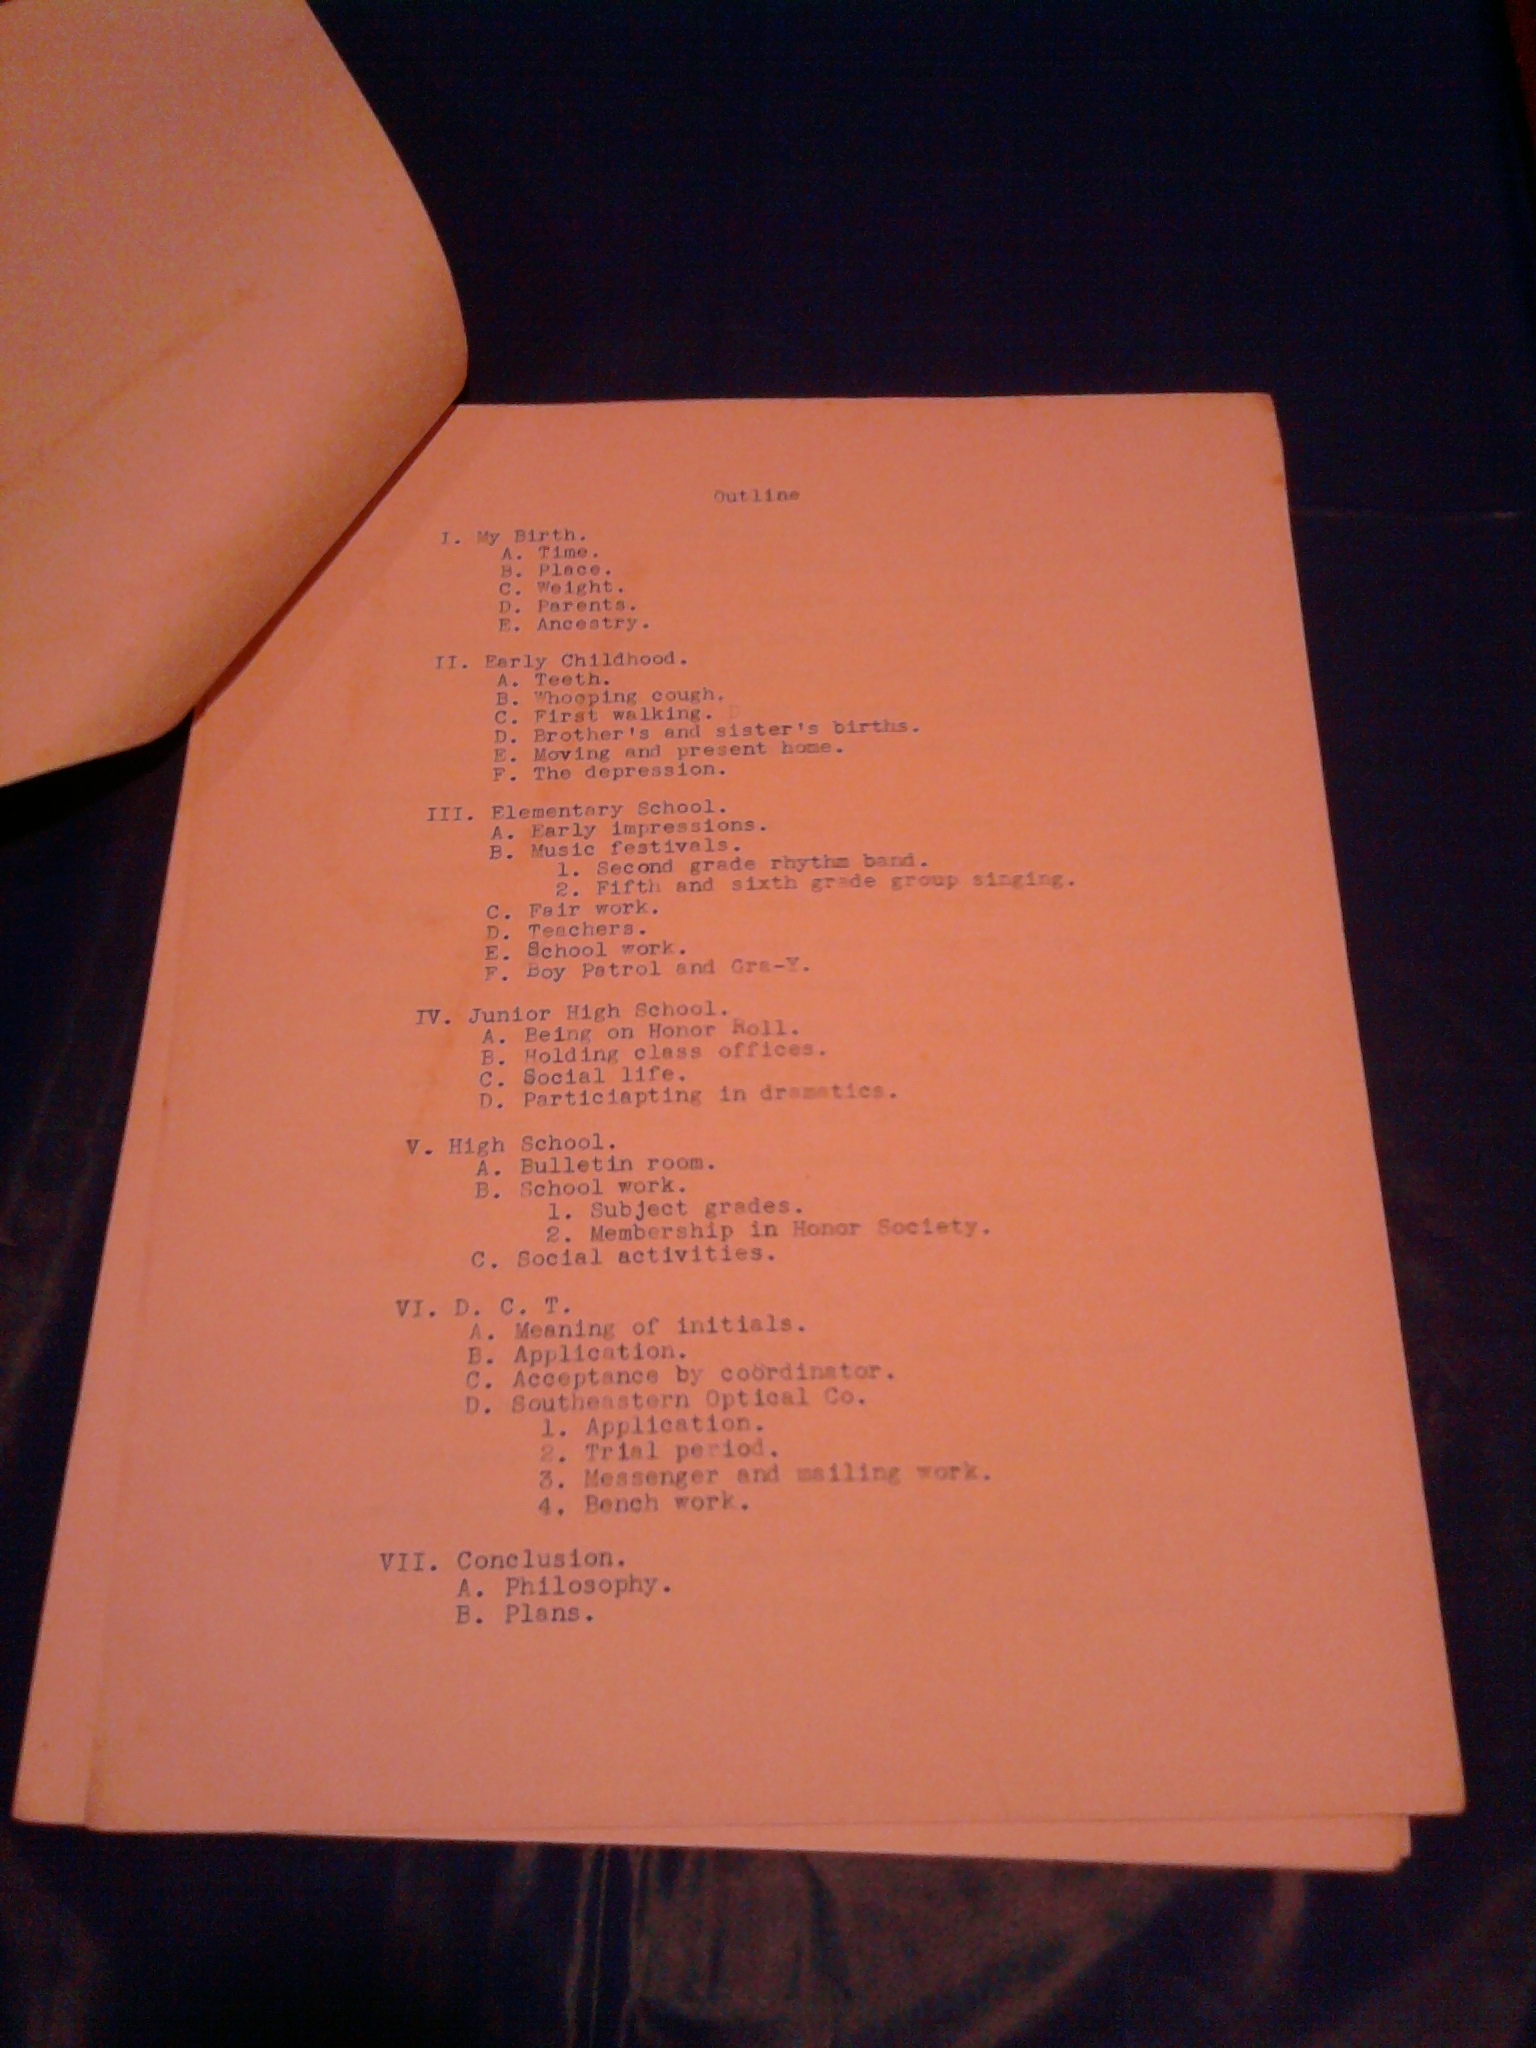 Outline
I. My Birth.
A. Time.
B. Place.
C. Weight.
D. Parents.
E. Ancestry.
II. Early Childhood.
A. Teeth.
B. Whooping cough.
C. First walking.
D. Brother's and sister's births.
E. Moving and present home.
F. The depression.
III. Elementary School.
A. Early impressions.
B. Music festivals.
1. Second grade rhythm band.
2. Fifth and sixth grade group singing.
C. Fair work.
D. Teachers.
E. School work.
F. Boy Patrol and Gra-Y.
IV. Junior High School.
A. Being on Honor Roll.
B. Holding class offices.
C. Social life.
D. Particiapting in dramatics.
V. High School.
A. Bulletin room.
B. School work.
1. Subject grades.
2. Membership in Honor Society.
C. Social activities.
VI. D. C. T.
A. Meaning of initials.
B. Application.
C. Acceptance by coördinator.
D. Southeastern Optical Co.
1. Application.
2. Trial period.
3. Messenger and mailing work.
4. Bench work.
VII. Conclusion.
A. Philosophy.
B. Plans.